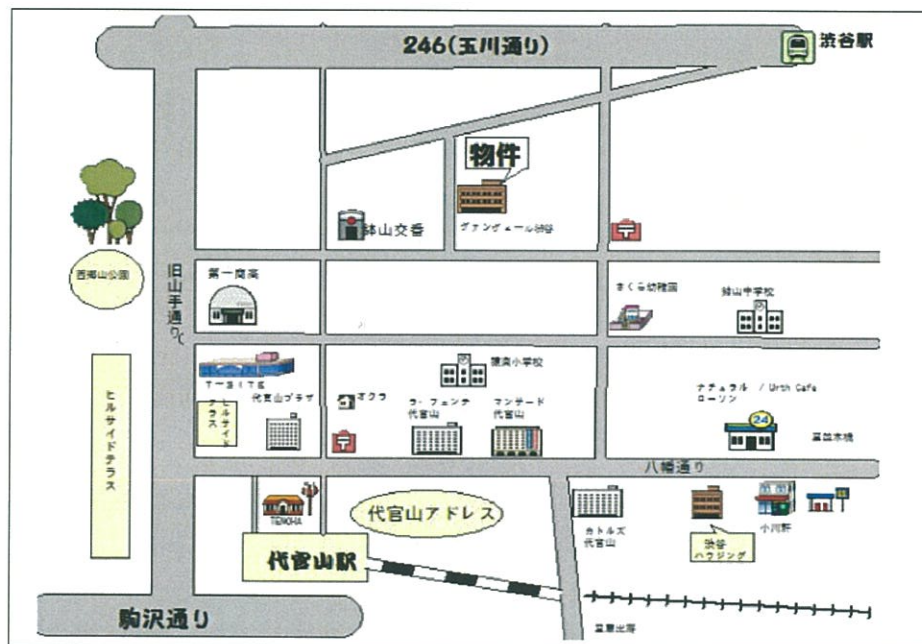 246(玉川通り)
渋谷駅
物件
鉢山交番
グランヴェール渋谷
西郷山公園
旧山手通り
第一商高
さくら幼稚園
鉢山中学校
T-SITE
ヒルサイド
テラス
代官山プラザ
オクラ
猿楽小学校
ラ・フェンテ
代官山
マンサード
代官山
ナチュラル / Urth Cafe
ローソン
24
並木橋
ヒルサイドテラス
八幡通り
TENOHA
代官山アドレス
カトルズ
代官山
渋谷
ハウジング
小川軒
代官山駅
駒沢通り